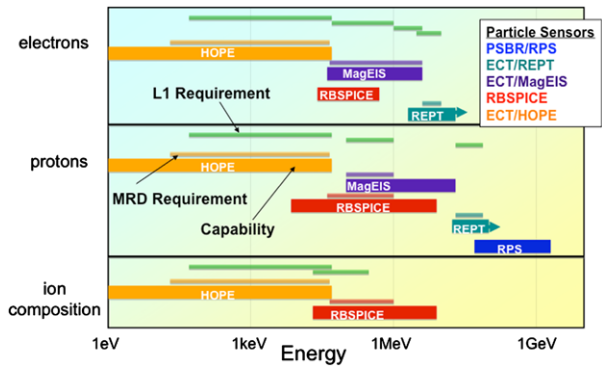 electrons
HOPE
MagEIS
RBSPICE
REPT
Particle Sensors
PSBR/RPS
ECT/REPT
ECT/MagEIS
RBSPICE
ECT/HOPE
L1 Requirement
protons
HOPE
MagEIS
RBSPICE
REPT
RPS
MRD Requirement
Capability
ion
composition
HOPE
RBSPICE
1eV 1keV 1MeV 1GeV
Energy